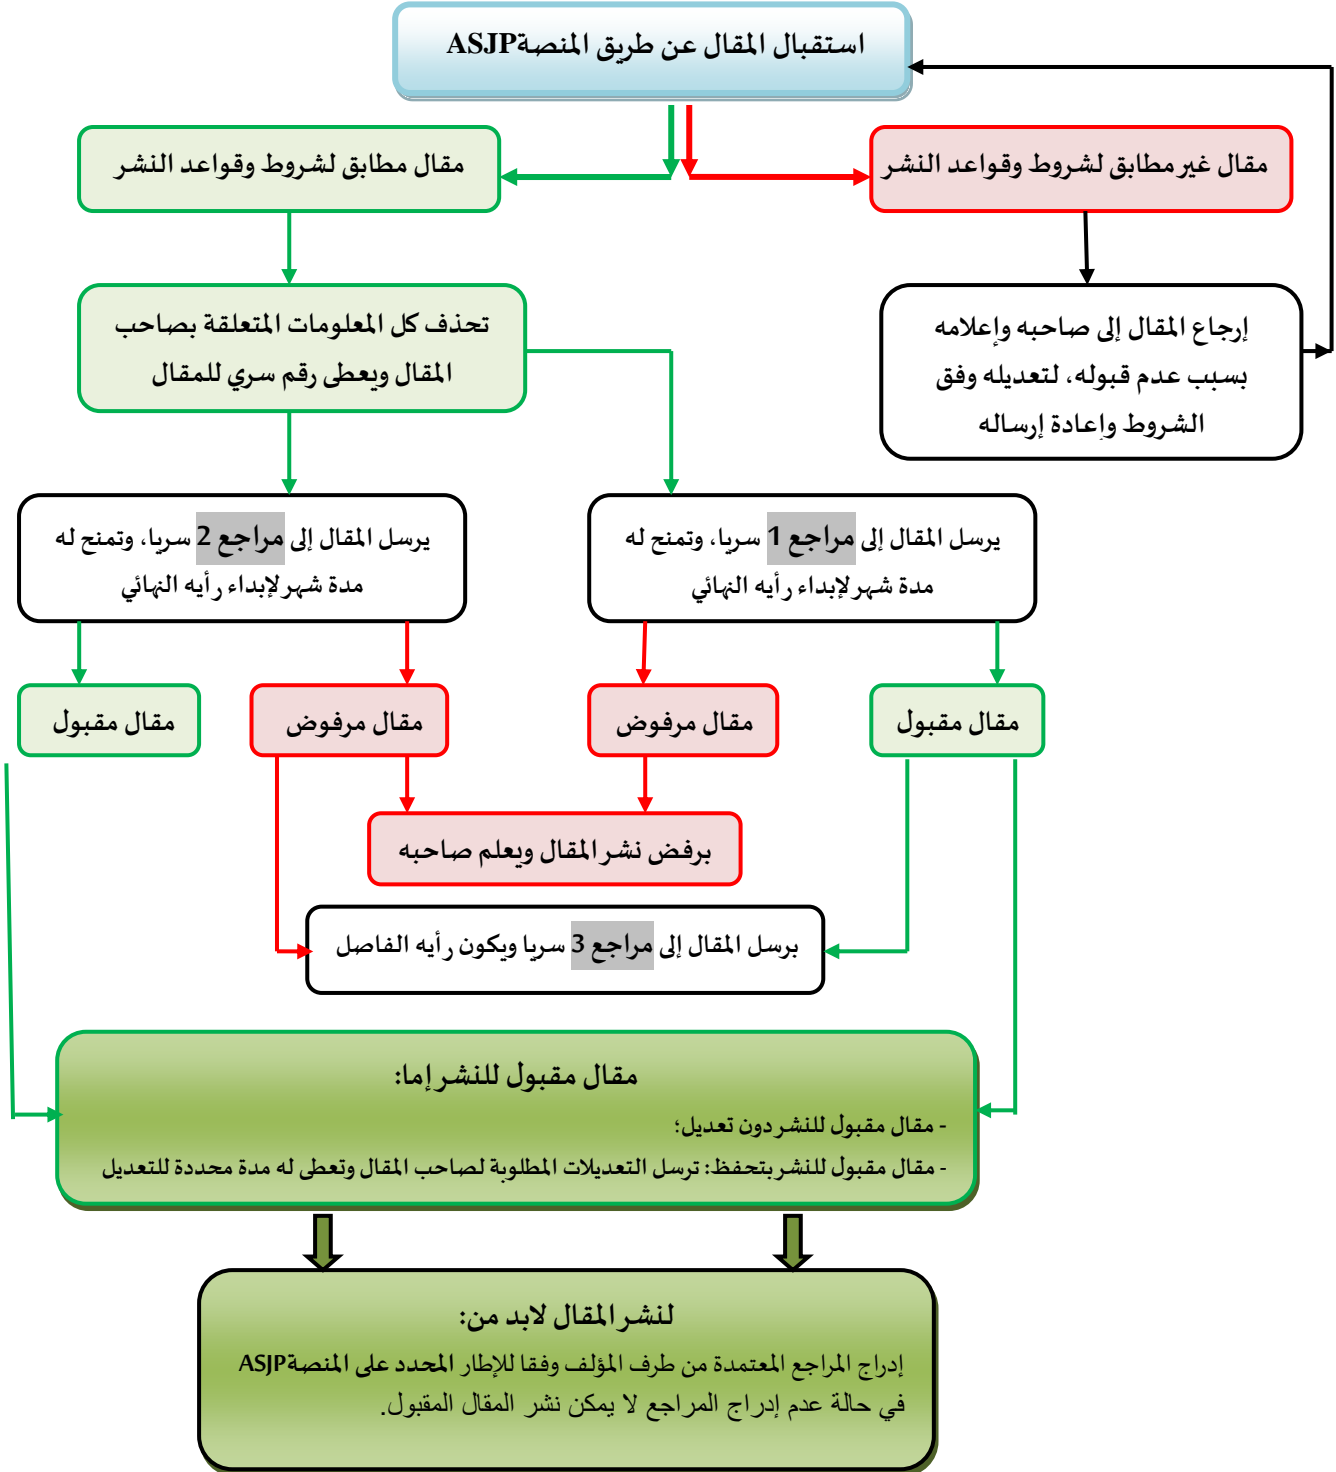 استقبال المقال عن طريق المنصةASJP
مقال غير مطابق لشروط وقواعد النشر
مقال مطابق لشروط وقواعد النشر
إرجاع المقال إلى صاحبه وإعلامه
بسبب عدم قبوله، لتعديله وفق
الشروط وإعادة إرساله
تحذف كل المعلومات المتعلقة بصاحب
المقال ويعطى رقم سري للمقال
يرسل المقال إلى مراجع 1 سريا، وتمنح له
مدة شهر لإبداء رأيه النهائي
يرسل المقال إلى مراجع 2 سريا، وتمنح له
مدة شهر لإبداء رأيه النهائي
مقال مقبول
مقال مرفوض
مقال مرفوض
مقال مقبول
يرفض نشر المقال ويعلم صاحبه
يرسل المقال إلى مراجع 3 سريا ويكون رأيه الفاصل
مقال مقبول للنشر إما:
- مقال مقبول للنشر دون تعديل؛
- مقال مقبول للنشر بتحفظ: ترسل التعديلات المطلوبة لصاحب المقال وتعطى له مدة محددة للتعديل
لنشر المقال لابد من:
إدراج المراجع المعتمدة من طرف المؤلف وفقا للإطار المحدد على المنصةASJP
في حالة عدم إدراج المراجع لا يمكن نشر المقال المقبول.